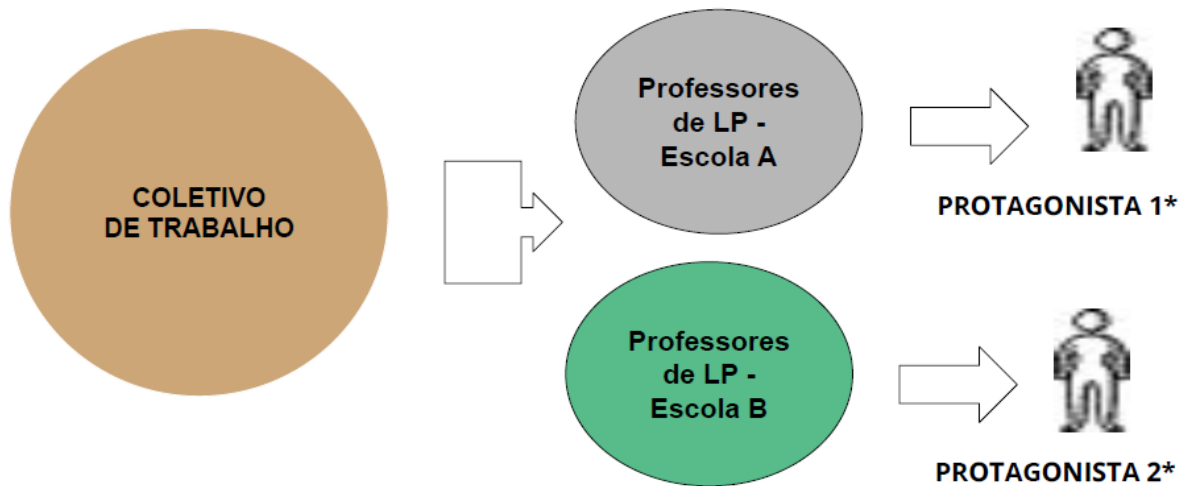 COLETIVO
DE TRABALHO
Professores
de LP -
Escola A
PROTAGONISTA 1*
Professores
de LP -
Escola B
PROTAGONISTA 2*